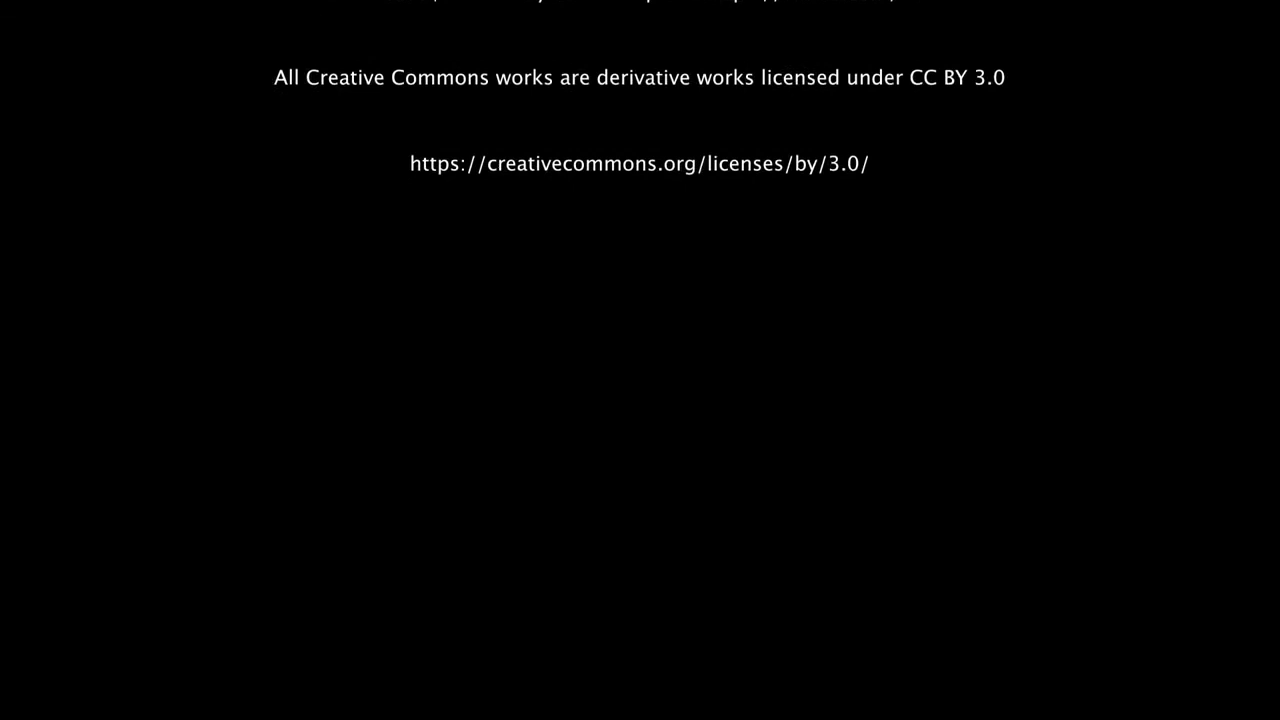 All Creative Commons works are derivative works licensed under CC BY 3.0
https://creativecommons.org/licenses/by/3.0/